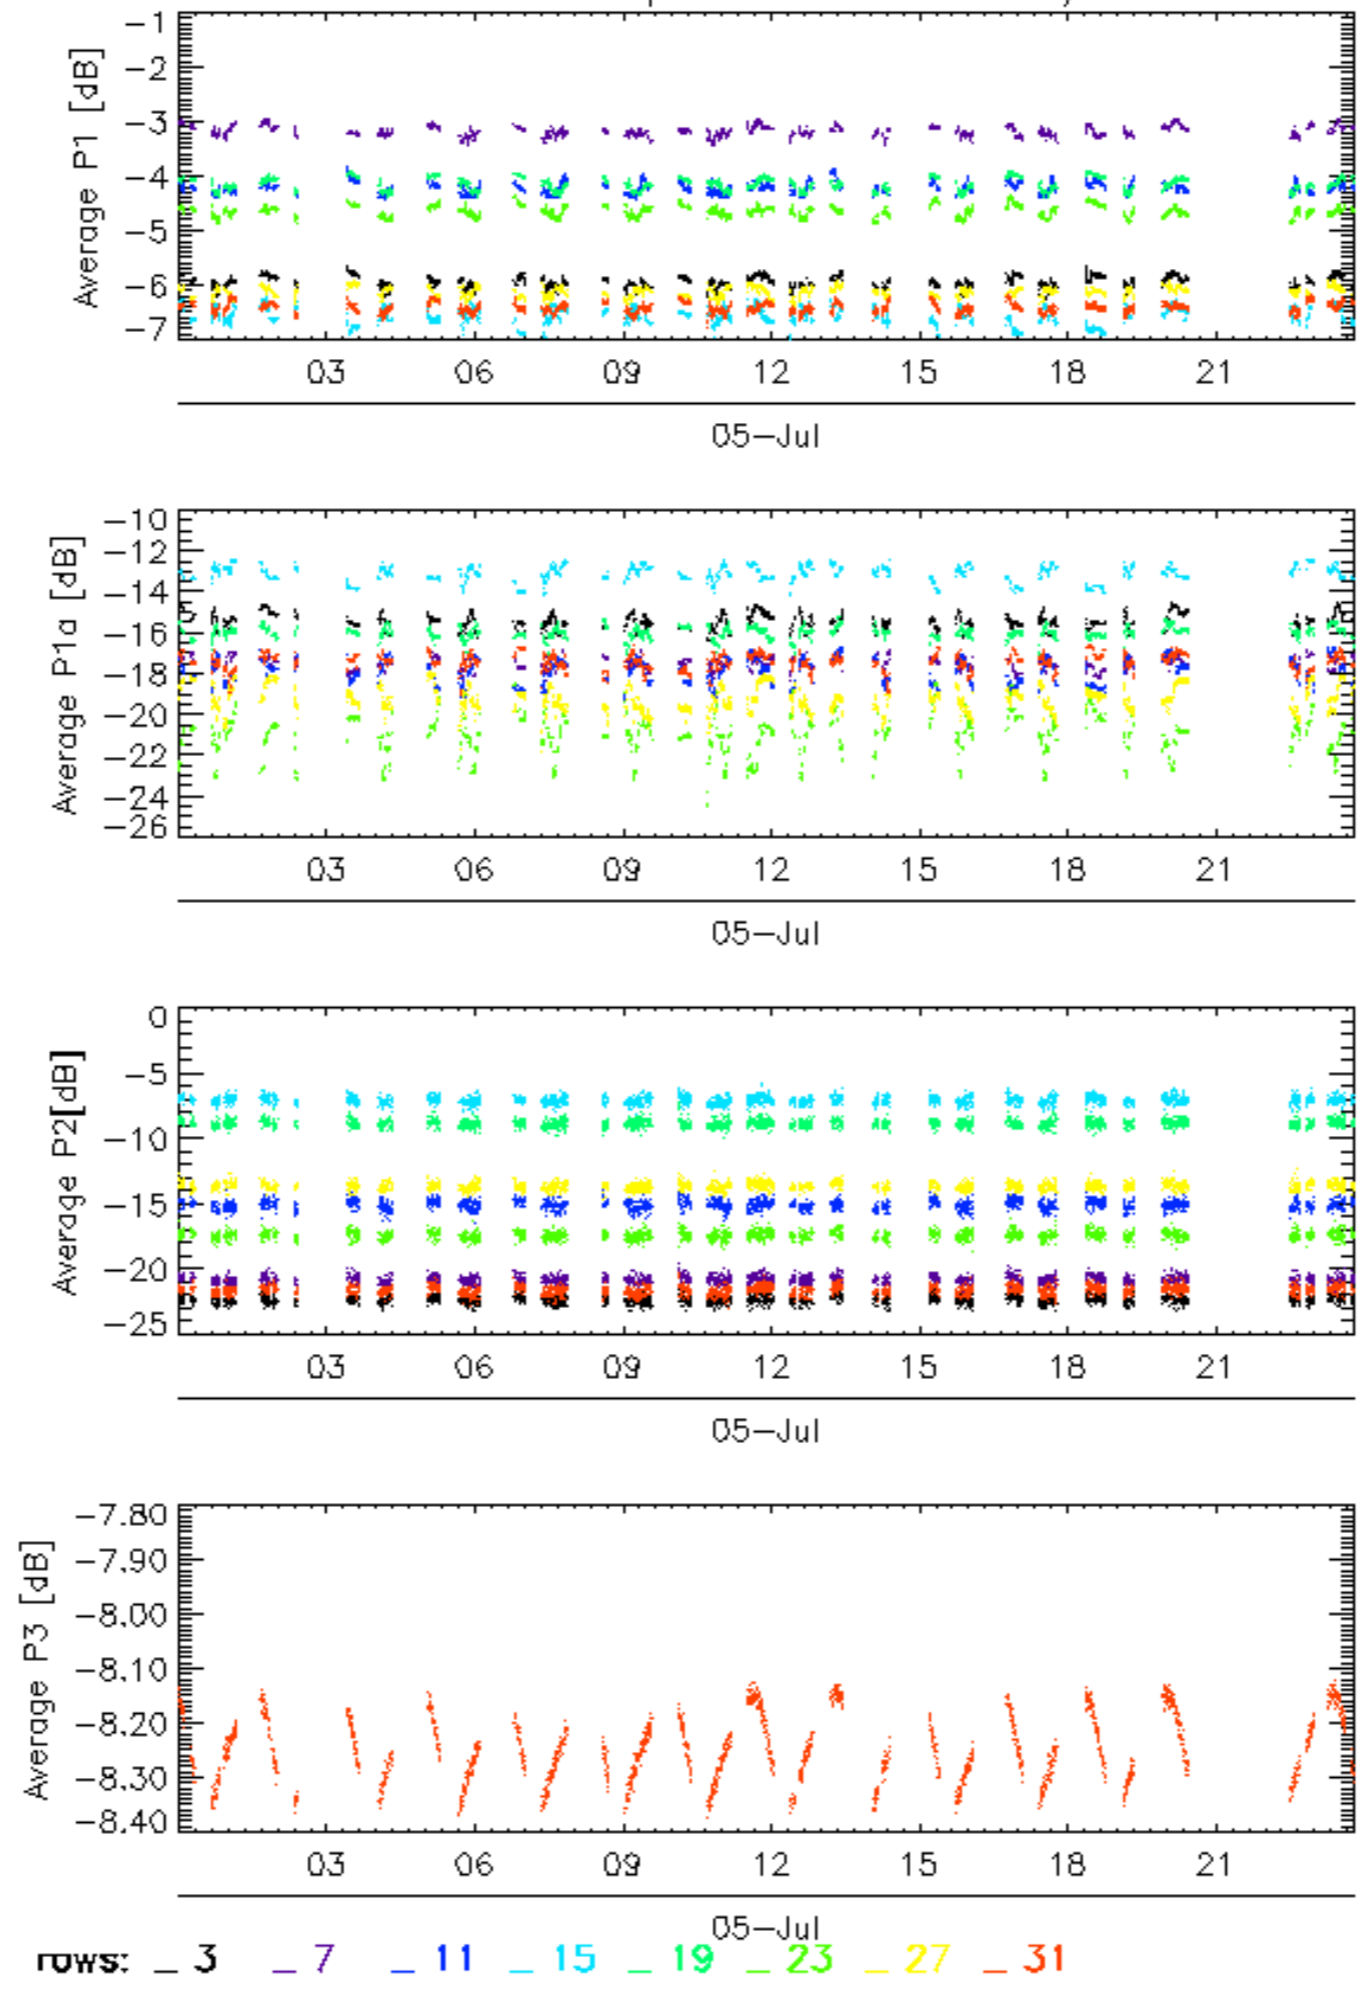 Average P1 [dB]
-1
-2
-3
-4
-5
-6
-7
03 06 09 12 15 18 21
05-Jul
Average P1a [dB]
-10
-12
-14
-16
-18
-20
-22
-24
-26
03 06 09 12 15 18 21
05-Jul
Average P2[dB]
0
-5
-10
-15
-20
-25
03 06 09 12 15 18 21
05-Jul
Average P3 [dB]
-7.80
-7.90
-8.00
-8.10
-8.20
-8.30
-8.40
03 06 09 12 15 18 21
05-Jul
rows: _ 3 _ 7 _ 11 _ 15 _ 19 _ 23 _ 27 _ 31